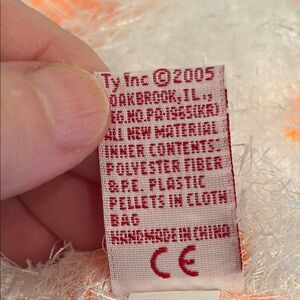 Ty Inc © 2005
OAKBROOK, IL.,
REG.NO.PA-1965(KR)
ALL NEW MATERIAL
INNER CONTENTS:
POLYESTER FIBER
B.P.E. PLASTIC
PELLETS IN CLOTH
BAG
HANDMADE IN CHINA
CE